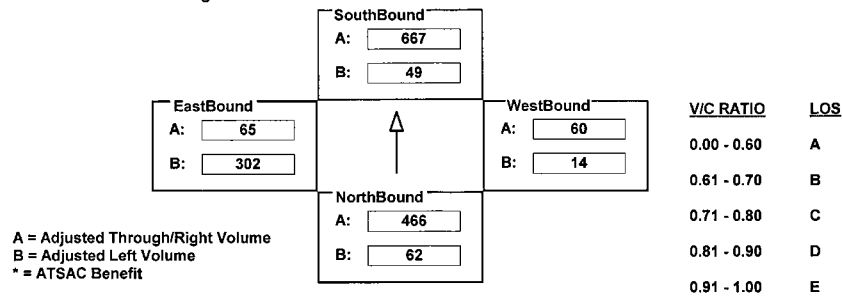 SouthBound
A: 667
B: 49
EastBound
A: 65
B: 302
WestBound
A: 60
B: 14
NorthBound
A: 466
B: 62
A = Adjusted Through/Right Volume
B = Adjusted Left Volume
* = ATSAC Benefit
V/C RATIO LOS
0.00 - 0.60 A
0.61 - 0.70 B
0.71 - 0.80 C
0.81 - 0.90 D
0.91 - 1.00 E